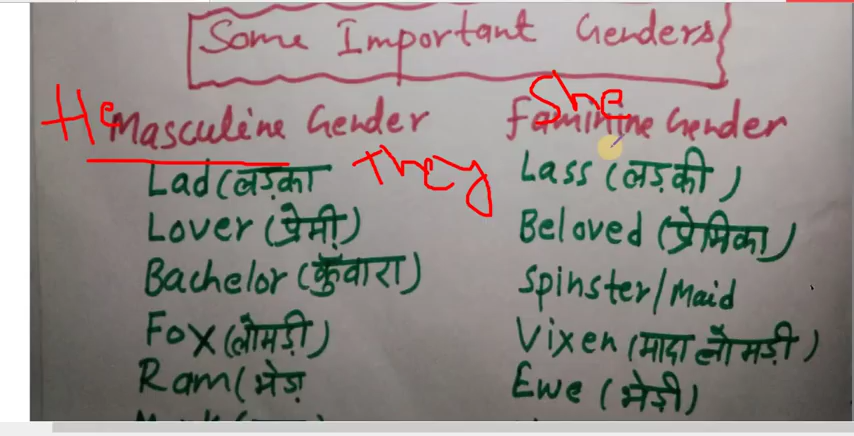 Some Important Genders
He She
Masculine Gender Faminine Gender
They
Lad (लड़का Lass (लड़की)
Lover (प्रेमी) Beloved (प्रेमिका)
Bachelor (कुँवारा) Spinster/Maid
Fox (लोमड़ी) Vixen (मादा लोमड़ी)
Ram (भेड़ Ewe (भेड़ी)